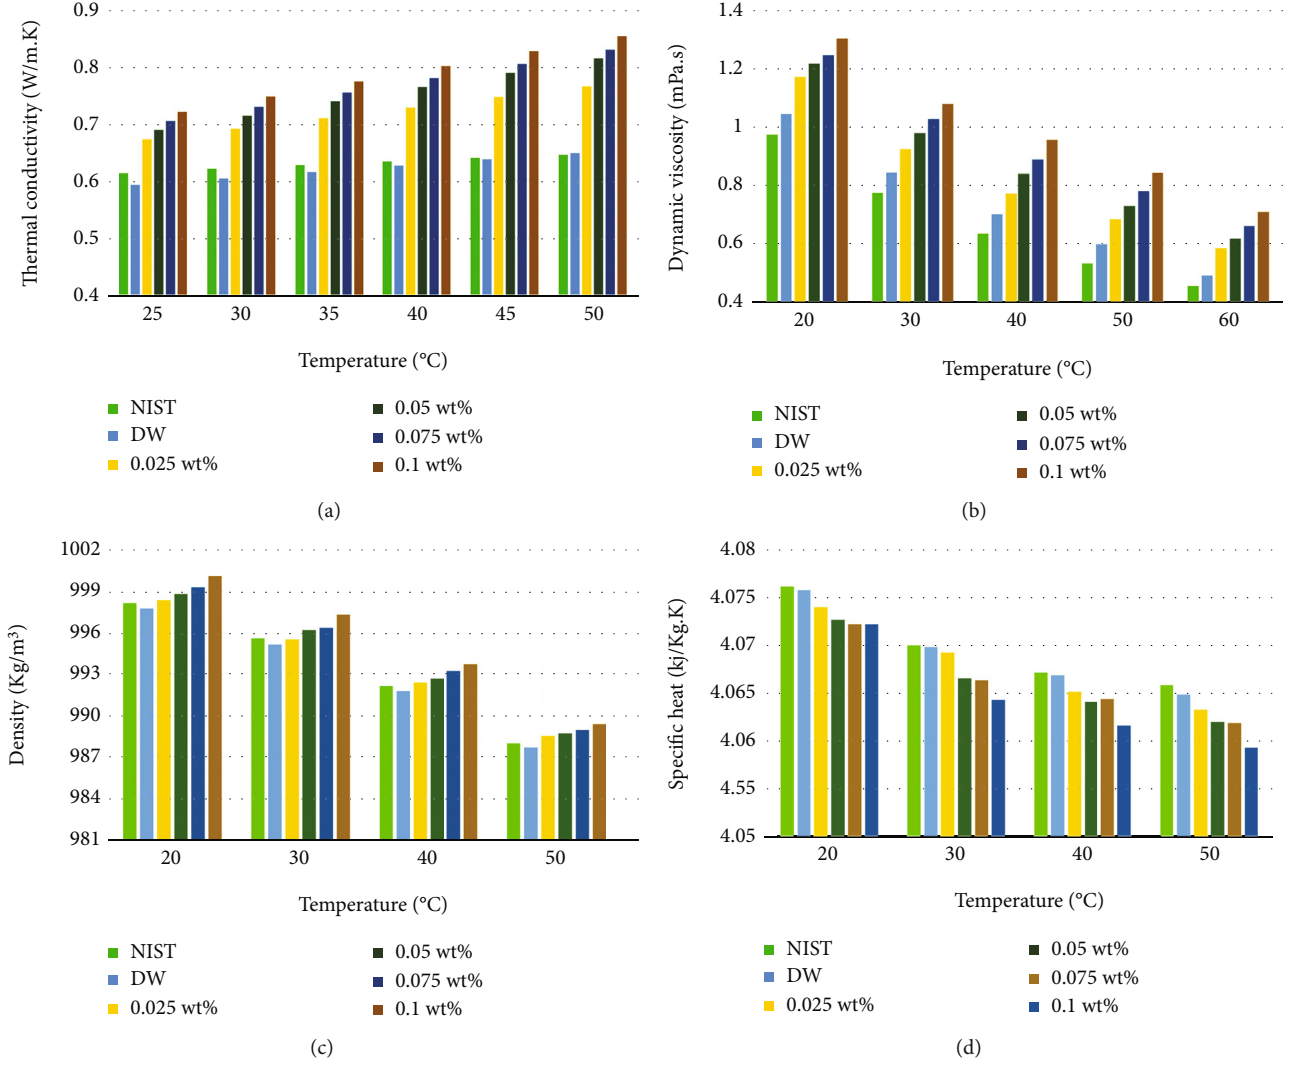 0.9
0.8
0.7
0.6
0.5
0.4
Thermal conductivity (W/m.K)
25 30 35 40 45 50
Temperature (°C)
NIST
DW
0.025 wt%
0.05 wt%
0.075 wt%
0.1 wt%
(a)
1.4
1.2
1
0.8
0.6
0.4
Dynamic viscosity (mPa.s)
20 30 40 50 60
Temperature (°C)
NIST
DW
0.025 wt%
0.05 wt%
0.075 wt%
0.1 wt%
(b)
1002
999
996
993
990
987
984
981
Density (Kg/m³)
20 30 40 50
Temperature (°C)
NIST
DW
0.025 wt%
0.05 wt%
0.075 wt%
0.1 wt%
(c)
4.08
4.075
4.07
4.065
4.06
4.55
4.05
Specific heat (kj/Kg.K)
20 30 40 50
Temperature (°C)
NIST
DW
0.025 wt%
0.05 wt%
0.075 wt%
0.1 wt%
(d)